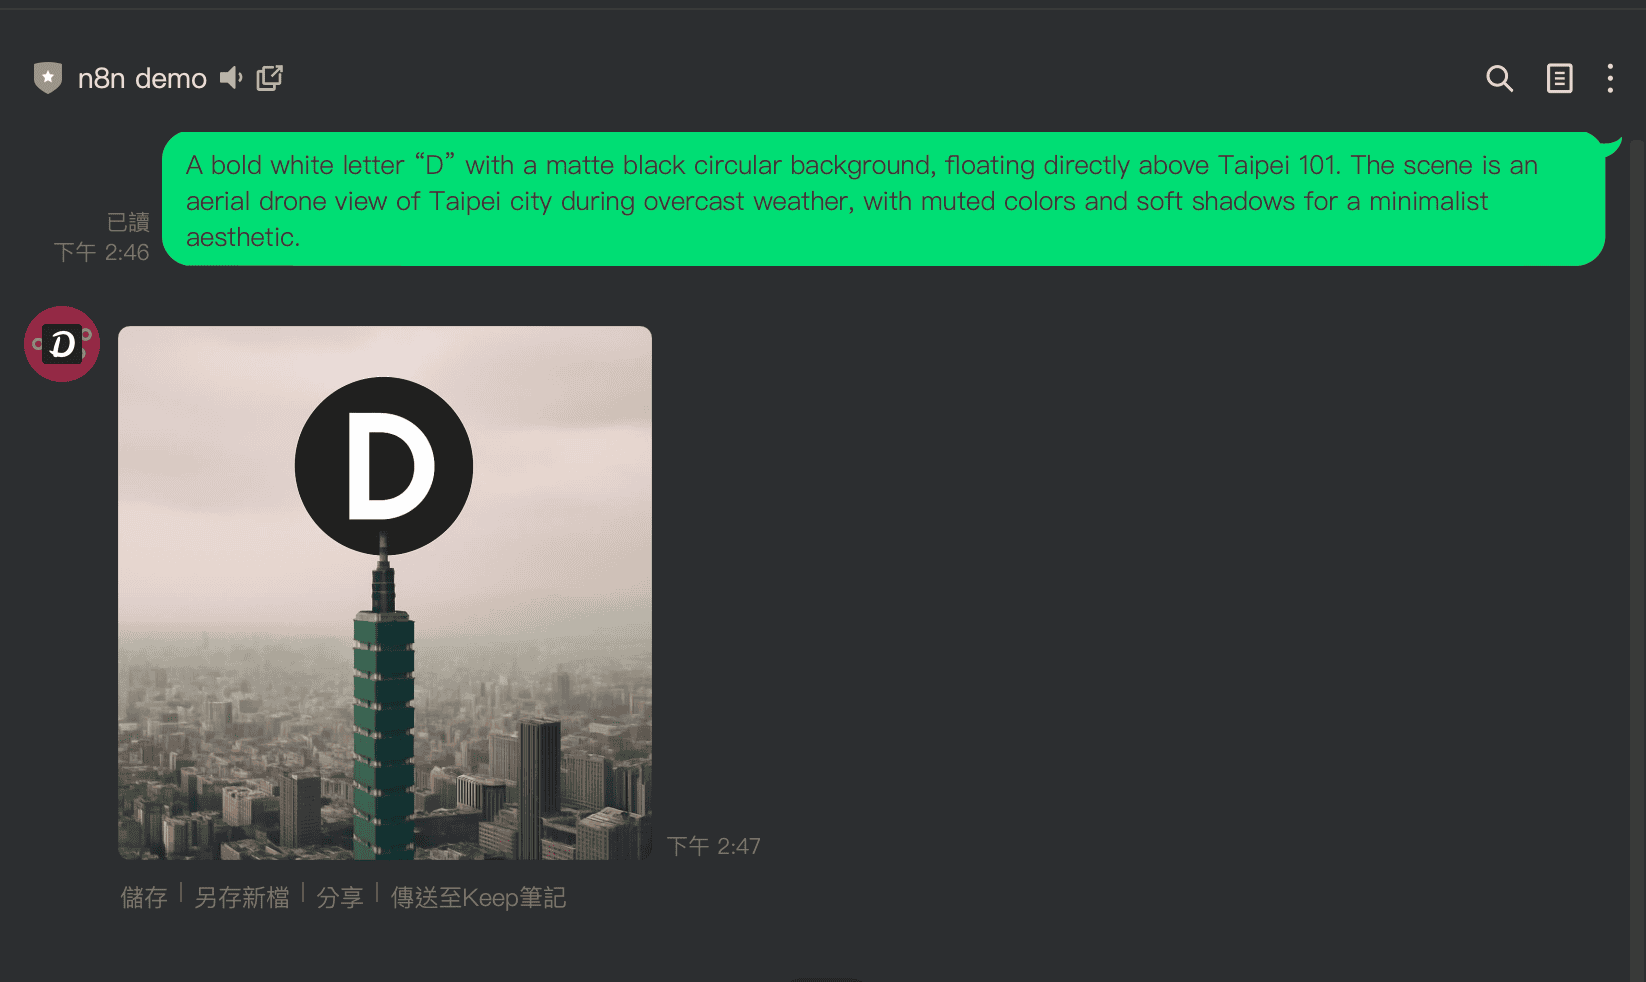 n8n demo
A bold white letter “D” with a matte black circular background, floating directly above Taipei 101. The scene is an
aerial drone view of Taipei city during overcast weather, with muted colors and soft shadows for a minimalist
aesthetic.
已讀
下午 2:46
D
D
下午 2:47
儲存 | 另存新檔 | 分享 | 傳送至Keep筆記